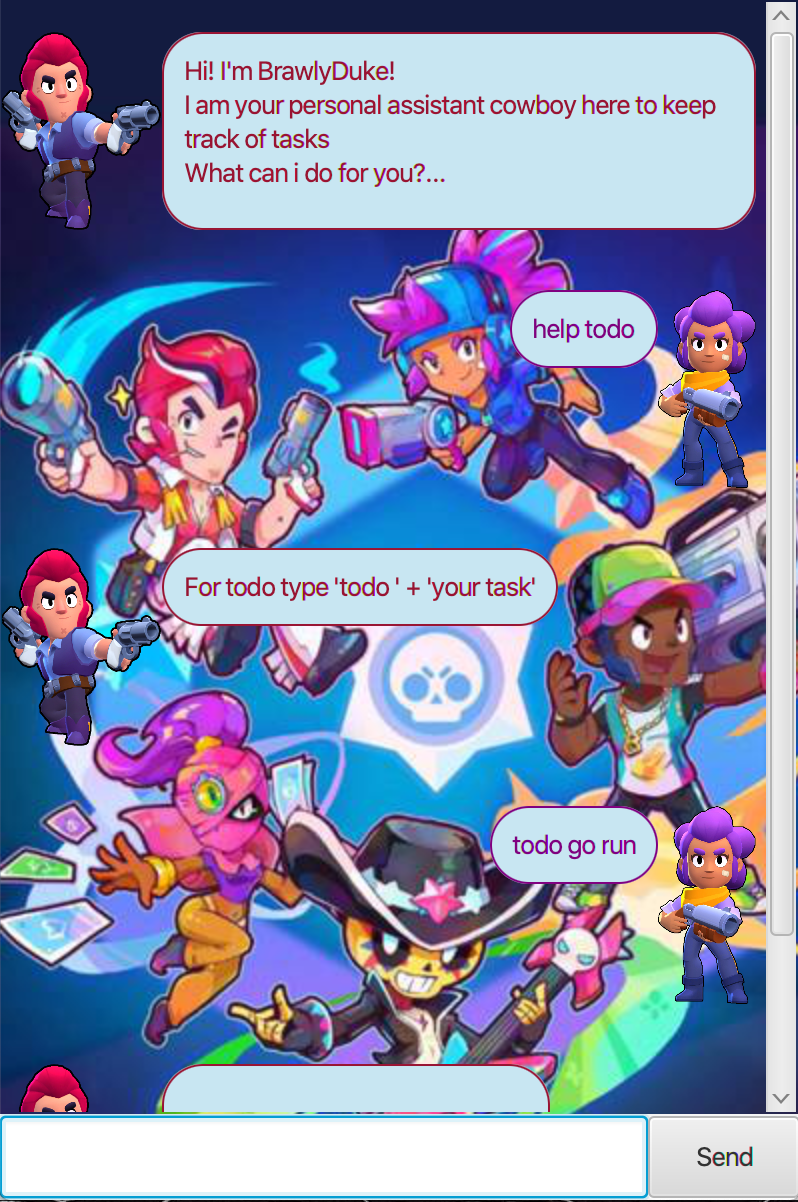 Hi! I'm BrawlyDuke!
I am your personal assistant cowboy here to keep
track of tasks
What can i do for you?...
help todo
For todo type 'todo ' + 'your task'
todo go run
Send